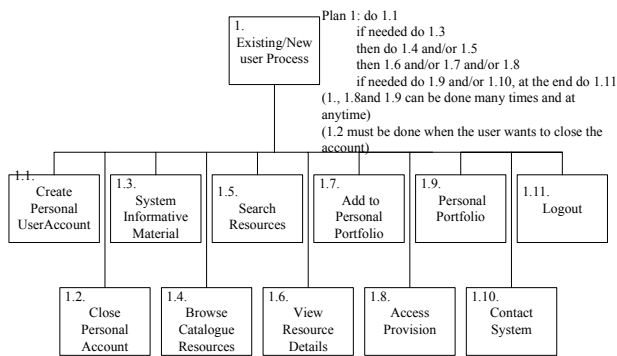 1.
Existing/New
user Process
Plan 1: do 1.1
if needed do 1.3
then do 1.4 and/or 1.5
then 1.6 and/or 1.7 and/or 1.8
if needed do 1.9 and/or 1.10, at the end do 1.11
(1., 1.8and 1.9 can be done many times and at
anytime)
(1.2 must be done when the user wants to close the
account)
1.1.
Create
Personal
UserAccount
1.3.
System
Informative
Material
1.5.
Search
Resources
1.7.
Add to
Personal
Portfolio
1.9.
Personal
Portfolio
1.11.
Logout
1.2.
Close
Personal
Account
1.4.
Browse
Catalogue
Resources
1.6.
View
Resource
Details
1.8.
Access
Provision
1.10.
Contact
System